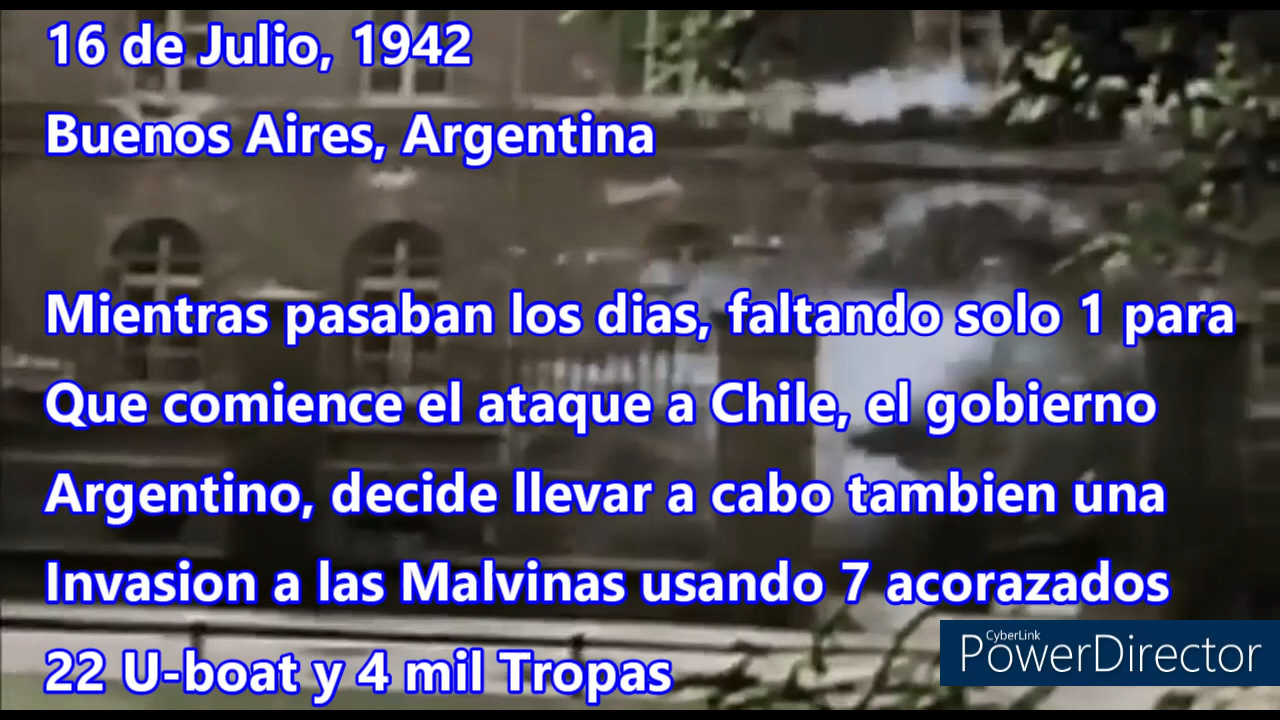 16 de Julio, 1942
Buenos Aires, Argentina
Mientras pasaban los dias, faltando solo 1 para
Que comience el ataque a Chile, el gobierno
Argentino, decide llevar a cabo tambien una
Invasion a las Malvinas usando 7 acorazados
22 U-boat y 4 mil Tropas
CyberLink
PowerDirector